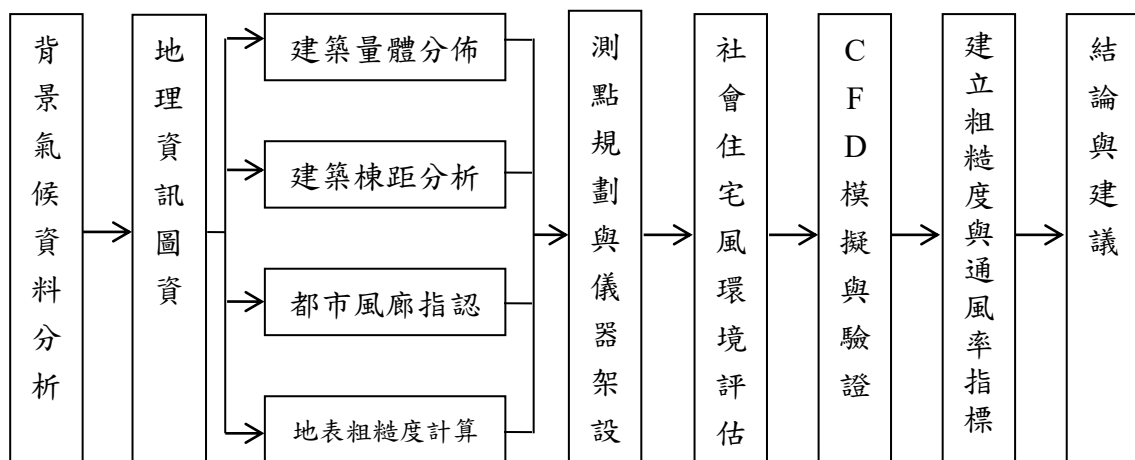 背景氣候資料分析
地理資訊圖資
建築量體分佈
建築棟距分析
都市風廊指認
地表粗糙度計算
測點規劃與儀器架設
社會住宅風環境評估
CFD模擬與驗證
建立粗糙度與通風率指標
結論與建議